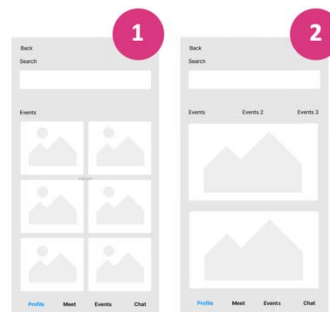 1
Back
Search
Events
Profile Meet Events Chat
2
Back
Search
Events Events 2 Events 3
Profile Meet Events Chat